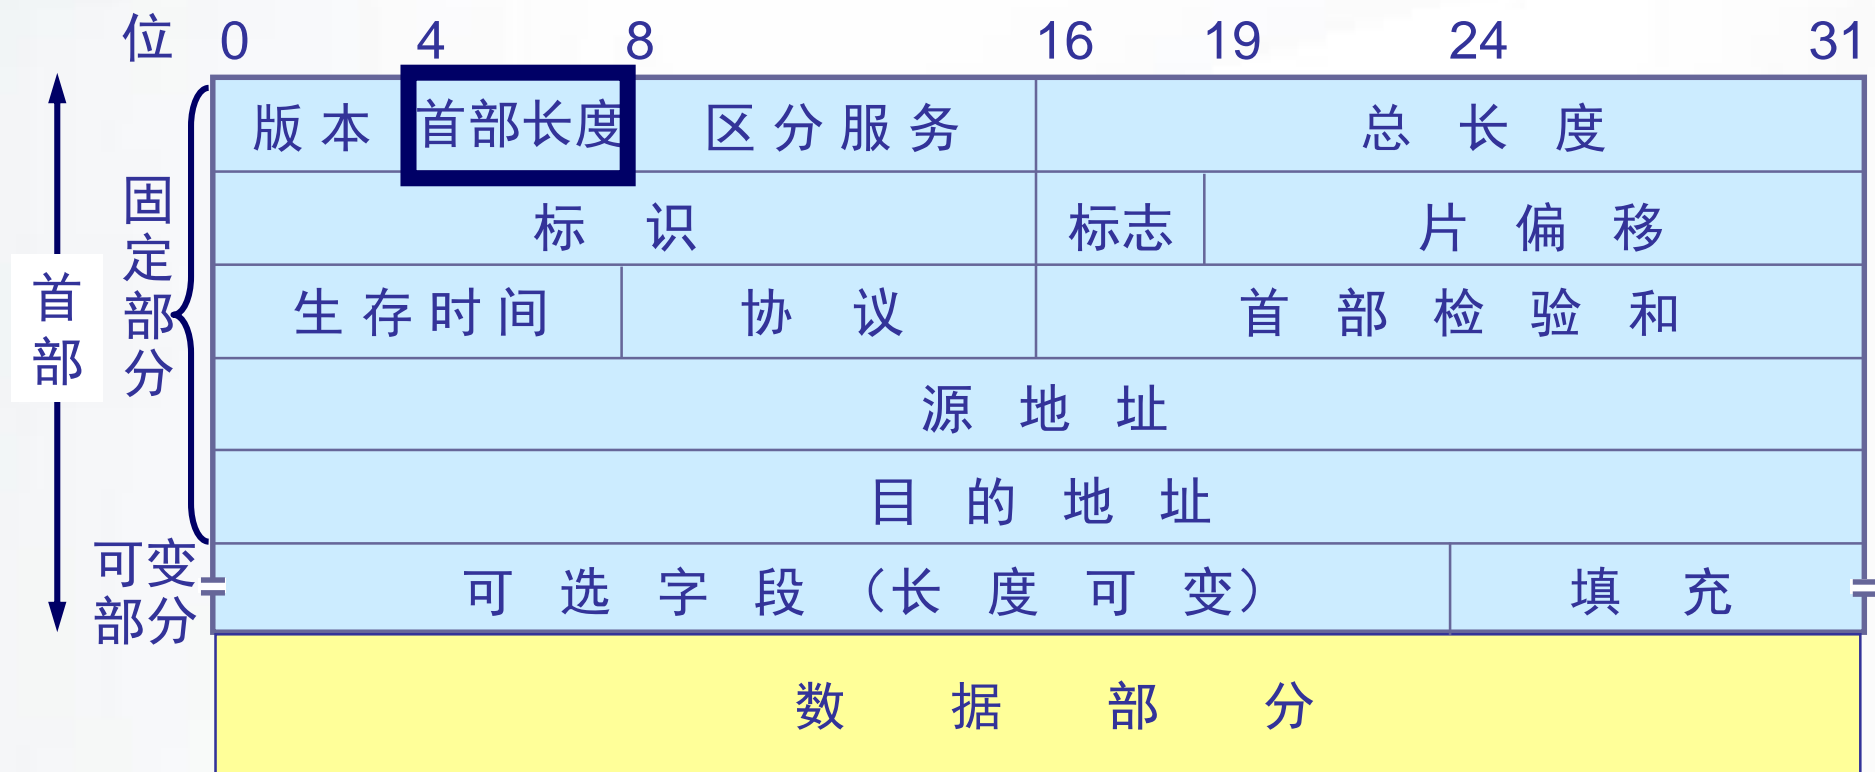 位 0 4 8 16 19 24 31
版 本 首部长度 区 分 服 务 总 长 度
标 识 标志 片 偏 移
生 存 时 间 协 议 首 部 检 验 和
源 地 址
目 的 地 址
可 选 字 段 （长 度 可 变） 填 充
数 据 部 分
首部
固定部分
可变
部分